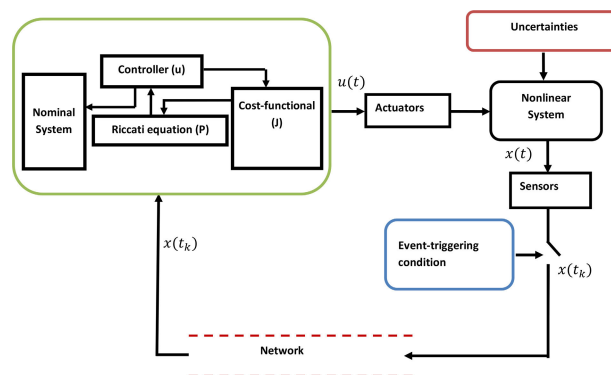 Uncertainties
Controller (u)
Nominal
System
Cost-functional
(J)
Riccati equation (P)
u(t)
Actuators
Nonlinear
System
x(t)
Sensors
Event-triggering
condition
x(t_k)
x(t_k)
Network